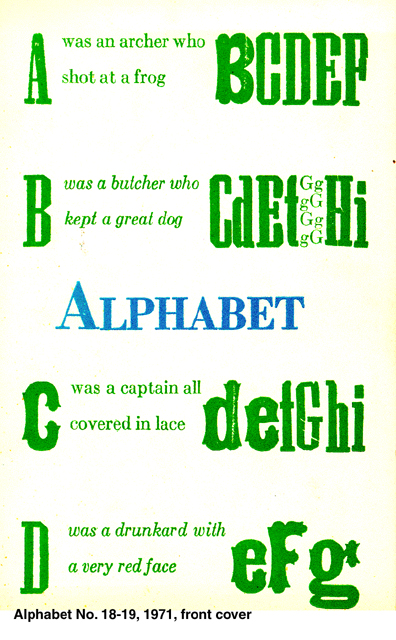 A was an archer who BCDEF
shot at a frog
B was a butcher who CdEt Gg Hi
gG
kept a great dog Gg
gG
ALPHABET
C was a captain all detGhi
covered in lace
D was a drunkard with eFg
a very red face
Alphabet No. 18-19, 1971, front cover